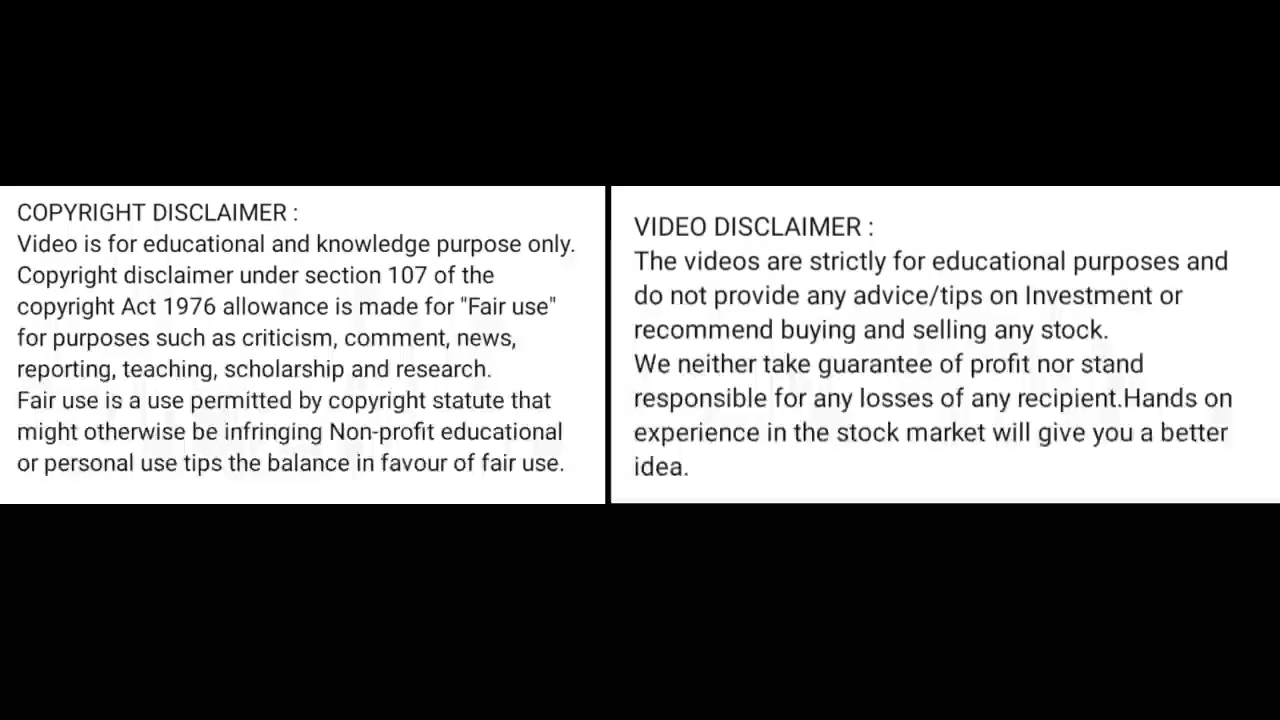 COPYRIGHT DISCLAIMER :
Video is for educational and knowledge purpose only.
Copyright disclaimer under section 107 of the
copyright Act 1976 allowance is made for "Fair use"
for purposes such as criticism, comment, news,
reporting, teaching, scholarship and research.
Fair use is a use permitted by copyright statute that
might otherwise be infringing Non-profit educational
or personal use tips the balance in favour of fair use.
VIDEO DISCLAIMER :
The videos are strictly for educational purposes and
do not provide any advice/tips on Investment or
recommend buying and selling any stock.
We neither take guarantee of profit nor stand
responsible for any losses of any recipient.Hands on
experience in the stock market will give you a better
idea.